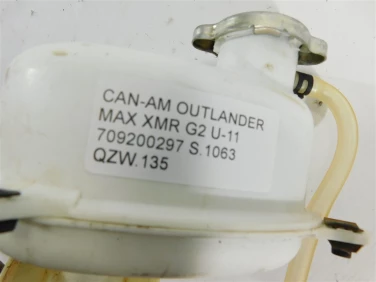 CAN-AM OUTLANDER
MAX XMR G2 U-11
709200297 S.1063
QZW.135